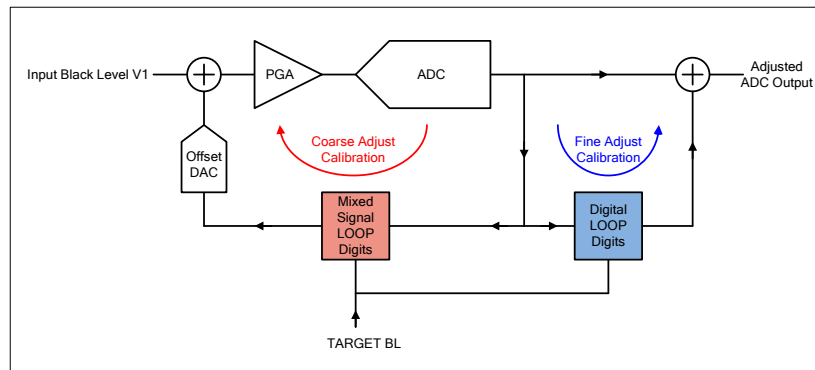 Input Black Level V1
PGA
ADC
Adjusted
ADC Output
Offset
DAC
Coarse Adjust
Calibration
Fine Adjust
Calibration
Mixed
Signal
LOOP
Digits
Digital
LOOP
Digits
TARGET BL